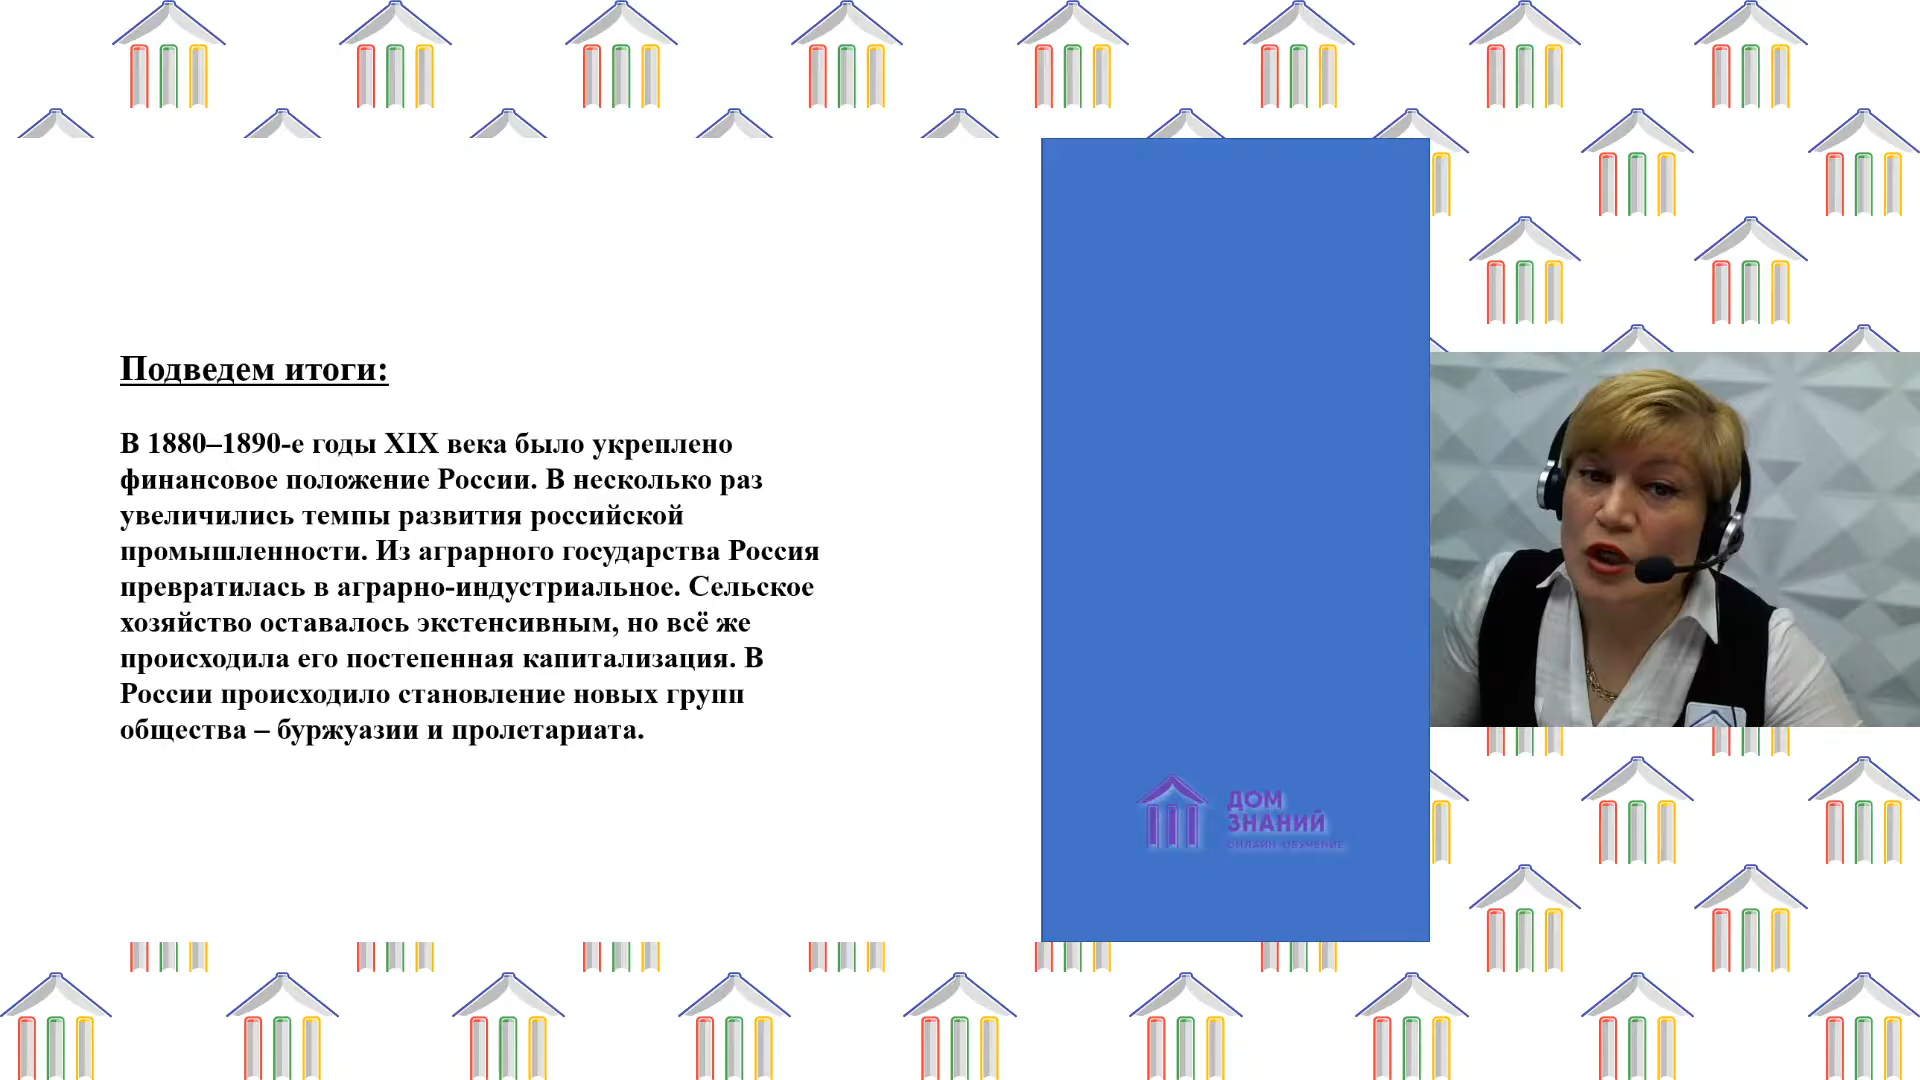 Подведем итоги:
В 1880–1890-е годы XIX века было укреплено
финансовое положение России. В несколько раз
увеличились темпы развития российской
промышленности. Из аграрного государства Россия
превратилась в аграрно-индустриальное. Сельское
хозяйство оставалось экстенсивным, но всё же
происходила его постепенная капитализация. В
России происходило становление новых групп
общества – буржуазии и пролетариата.
ДОМ
ЗНАНИЙ
ОНЛАЙН-ОБУЧЕНИЕ